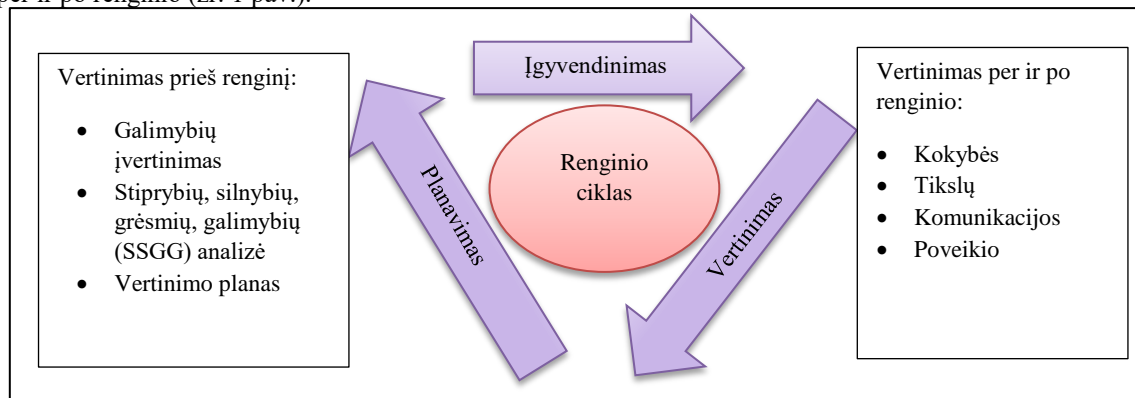 per ir po renginio (žr. 1 pav.).
Vertinimas prieš renginį:
• Galimybių
įvertinimas
• Stiprybių, silnybių,
grėsmių, galimybių
(SSGG) analizė
• Vertinimo planas
Įgyvendinimas
Renginio
ciklas
Planavimas
Vertinimas
Vertinimas per ir po
renginio:
• Kokybės
• Tikslų
• Komunikacijos
• Poveikio